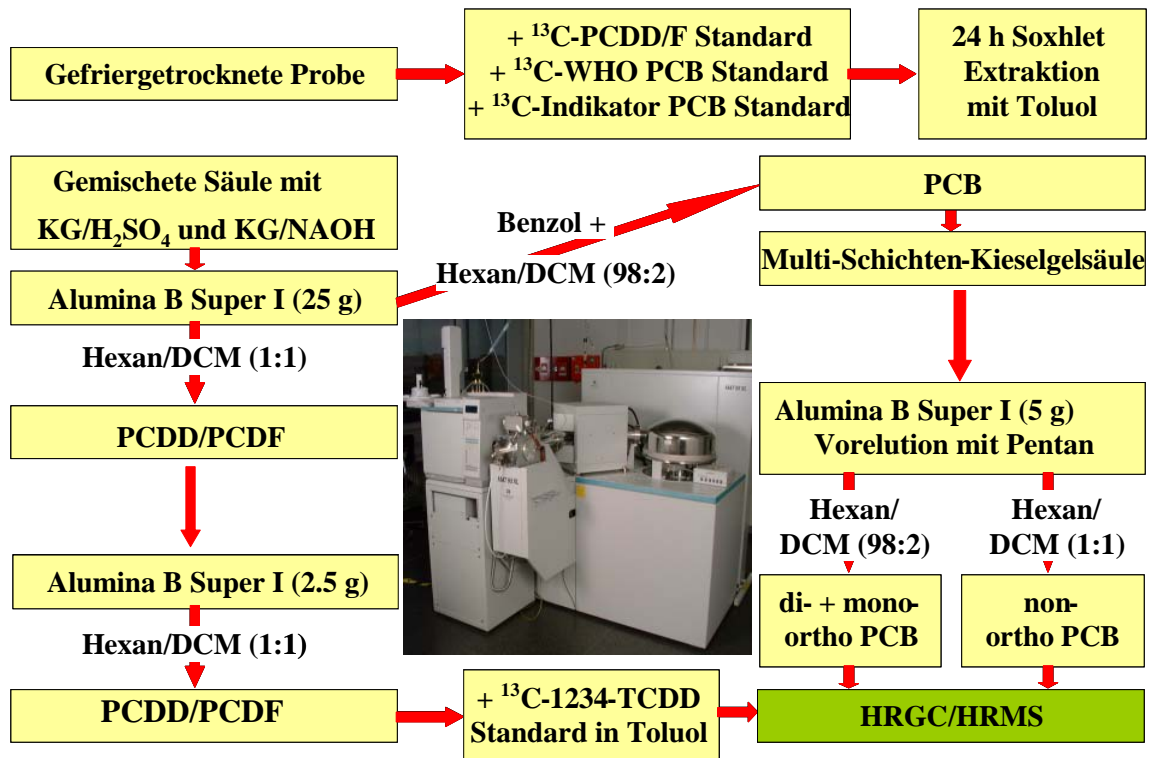 Gefriergetrocknete Probe
+ ¹³C-PCDD/F Standard
+ ¹³C-WHO PCB Standard
+ ¹³C-Indikator PCB Standard
24 h Soxhlet
Extraktion
mit Toluol
Gemischete Säule mit
KG/H₂SO₄ und KG/NAOH
Alumina B Super I (25 g)
Benzol +
Hexan/DCM (98:2)
PCB
Multi-Schichten-Kieselgelsäule
Hexan/DCM (1:1)
PCDD/PCDF
Alumina B Super I (5 g)
Vorelution mit Pentan
Hexan/
DCM (98:2)
Hexan/
DCM (1:1)
di- + mono-
ortho PCB
non-
ortho PCB
Alumina B Super I (2.5 g)
Hexan/DCM (1:1)
PCDD/PCDF
+ ¹³C-1234-TCDD
Standard in Toluol
HRGC/HRMS